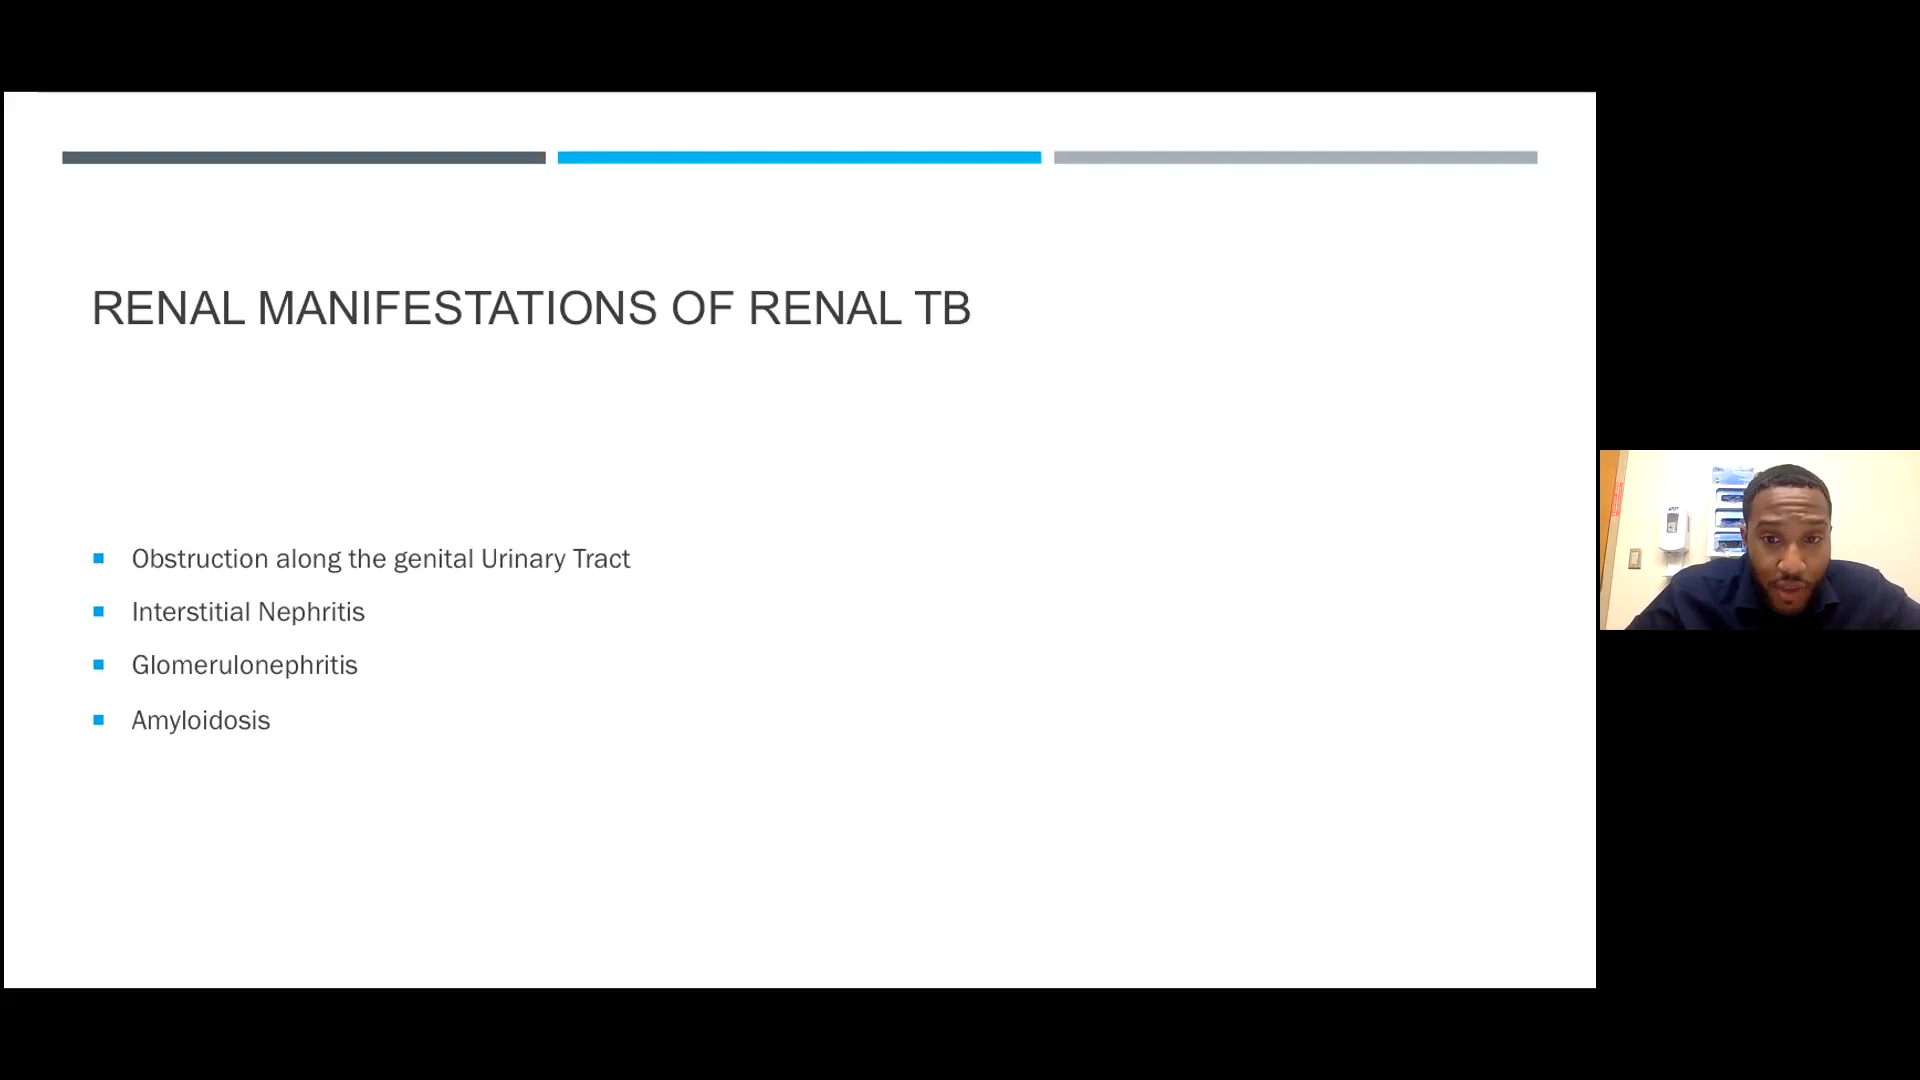 RENAL MANIFESTATIONS OF RENAL TB
Obstruction along the genital Urinary Tract
Interstitial Nephritis
Glomerulonephritis
Amyloidosis